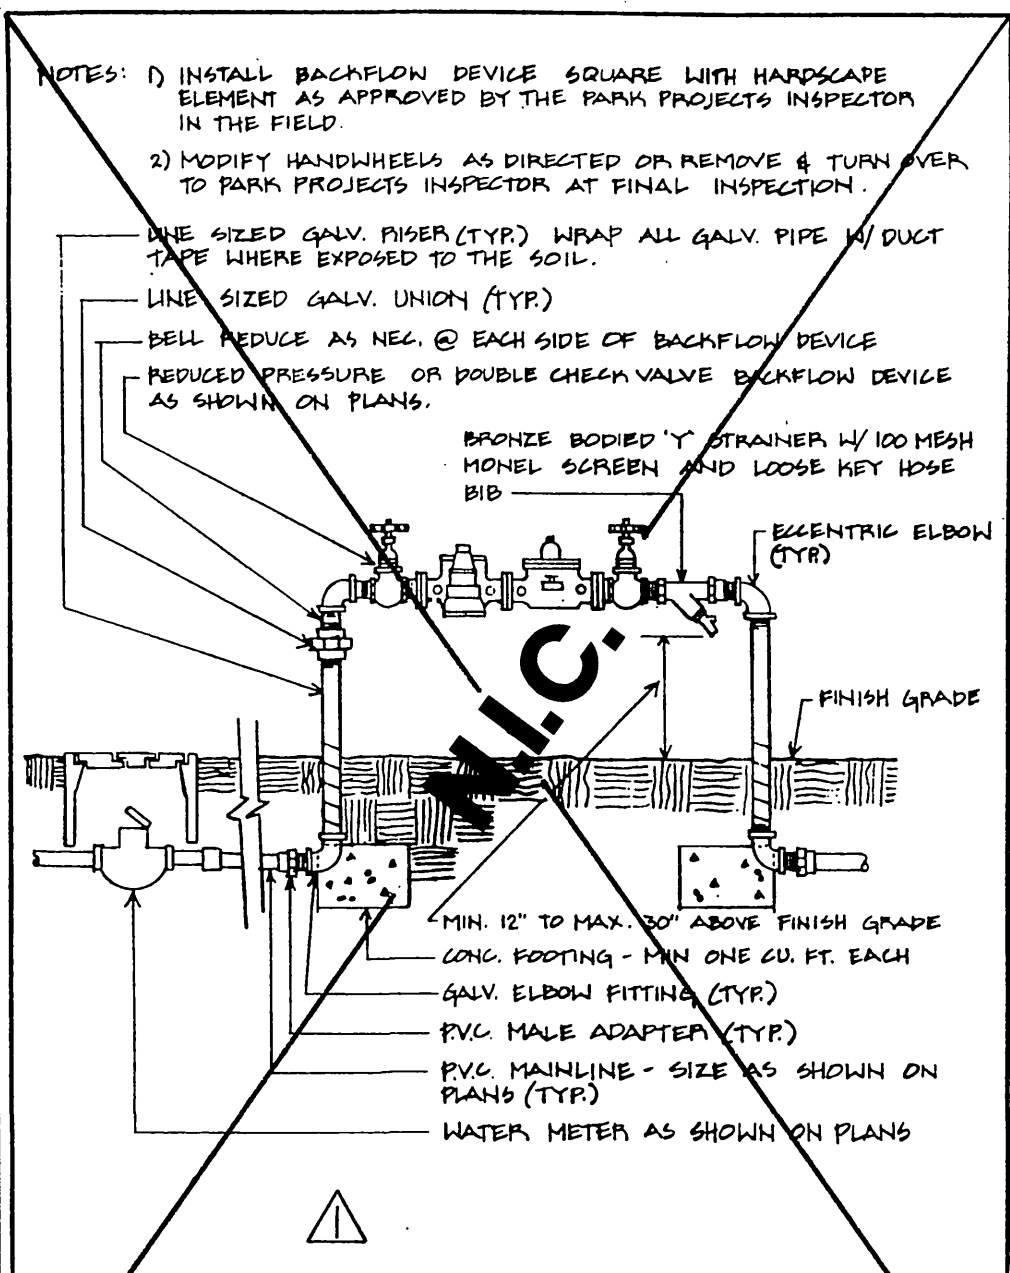 NOTES: 1) INSTALL BACKFLOW DEVICE SQUARE WITH HARDSCAPE
ELEMENT AS APPROVED BY THE PARK PROJECTS INSPECTOR
IN THE FIELD.
2) MODIFY HANDWHEELS AS DIRECTED OR REMOVE & TURN OVER
TO PARK PROJECTS INSPECTOR AT FINAL INSPECTION.
LINE SIZED GALV. RISER (TYP.) WRAP ALL GALV. PIPE W/ DUCT
TAPE WHERE EXPOSED TO THE SOIL.
LINE SIZED GALV. UNION (TYP.)
BELL REDUCE AS NEC. @ EACH SIDE OF BACKFLOW DEVICE
REDUCED PRESSURE OR DOUBLE CHECK VALVE BACKFLOW DEVICE
AS SHOWN ON PLANS.
BRONZE BODIED 'Y' STRAINER W/ 100 MESH
MONEL SCREEN AND LOOSE KEY HOSE
BIB
ECCENTRIC ELBOW
(TYP.)
N.I.C.
FINISH GRADE
MIN. 12" TO MAX. 30" ABOVE FINISH GRADE
CONC. FOOTING - MIN ONE CU. FT. EACH
GALV. ELBOW FITTING (TYP.)
P.V.C. MALE ADAPTER (TYP.)
P.V.C. MAINLINE - SIZE AS SHOWN ON
PLANS (TYP.)
WATER METER AS SHOWN ON PLANS
1